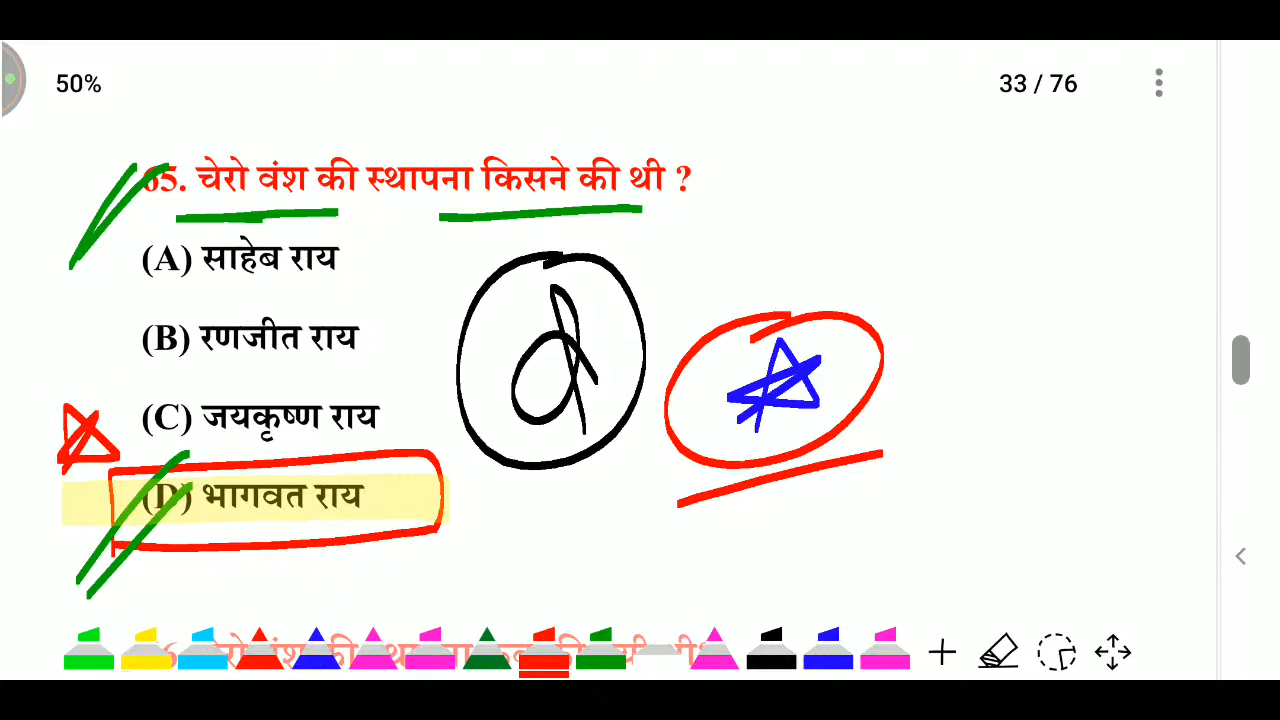 50%
33 / 76
65. चेरो वंश की स्थापना किसने की थी ?
(A) साहेब राय
(B) रणजीत राय
(C) जयकृष्ण राय
d
(D) भागवत राय